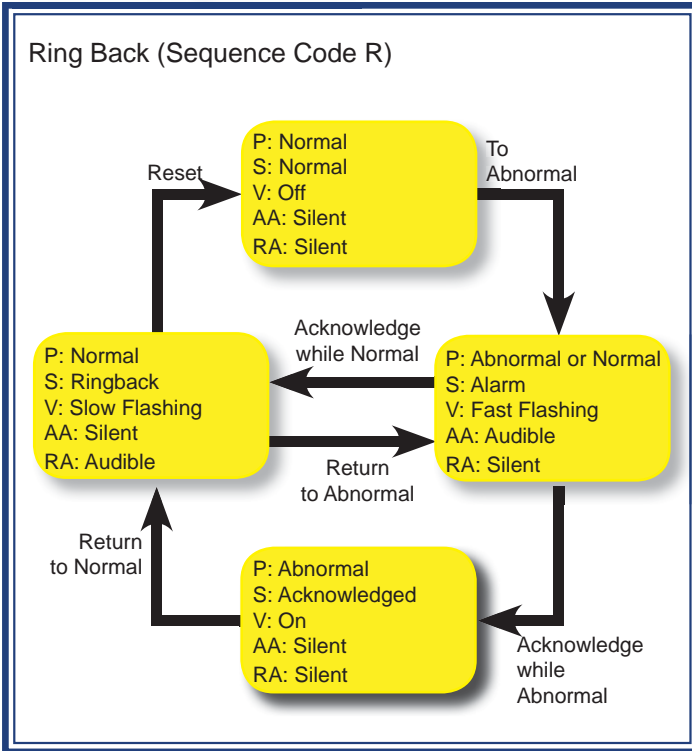 Ring Back (Sequence Code R)
P: Normal
S: Normal
V: Off
AA: Silent
RA: Silent
Reset
To
Abnormal
Acknowledge
while Normal
P: Normal
S: Ringback
V: Slow Flashing
AA: Silent
RA: Audible
P: Abnormal or Normal
S: Alarm
V: Fast Flashing
AA: Audible
RA: Silent
Return
to Abnormal
Return
to Normal
P: Abnormal
S: Acknowledged
V: On
AA: Silent
RA: Silent
Acknowledge
while
Abnormal